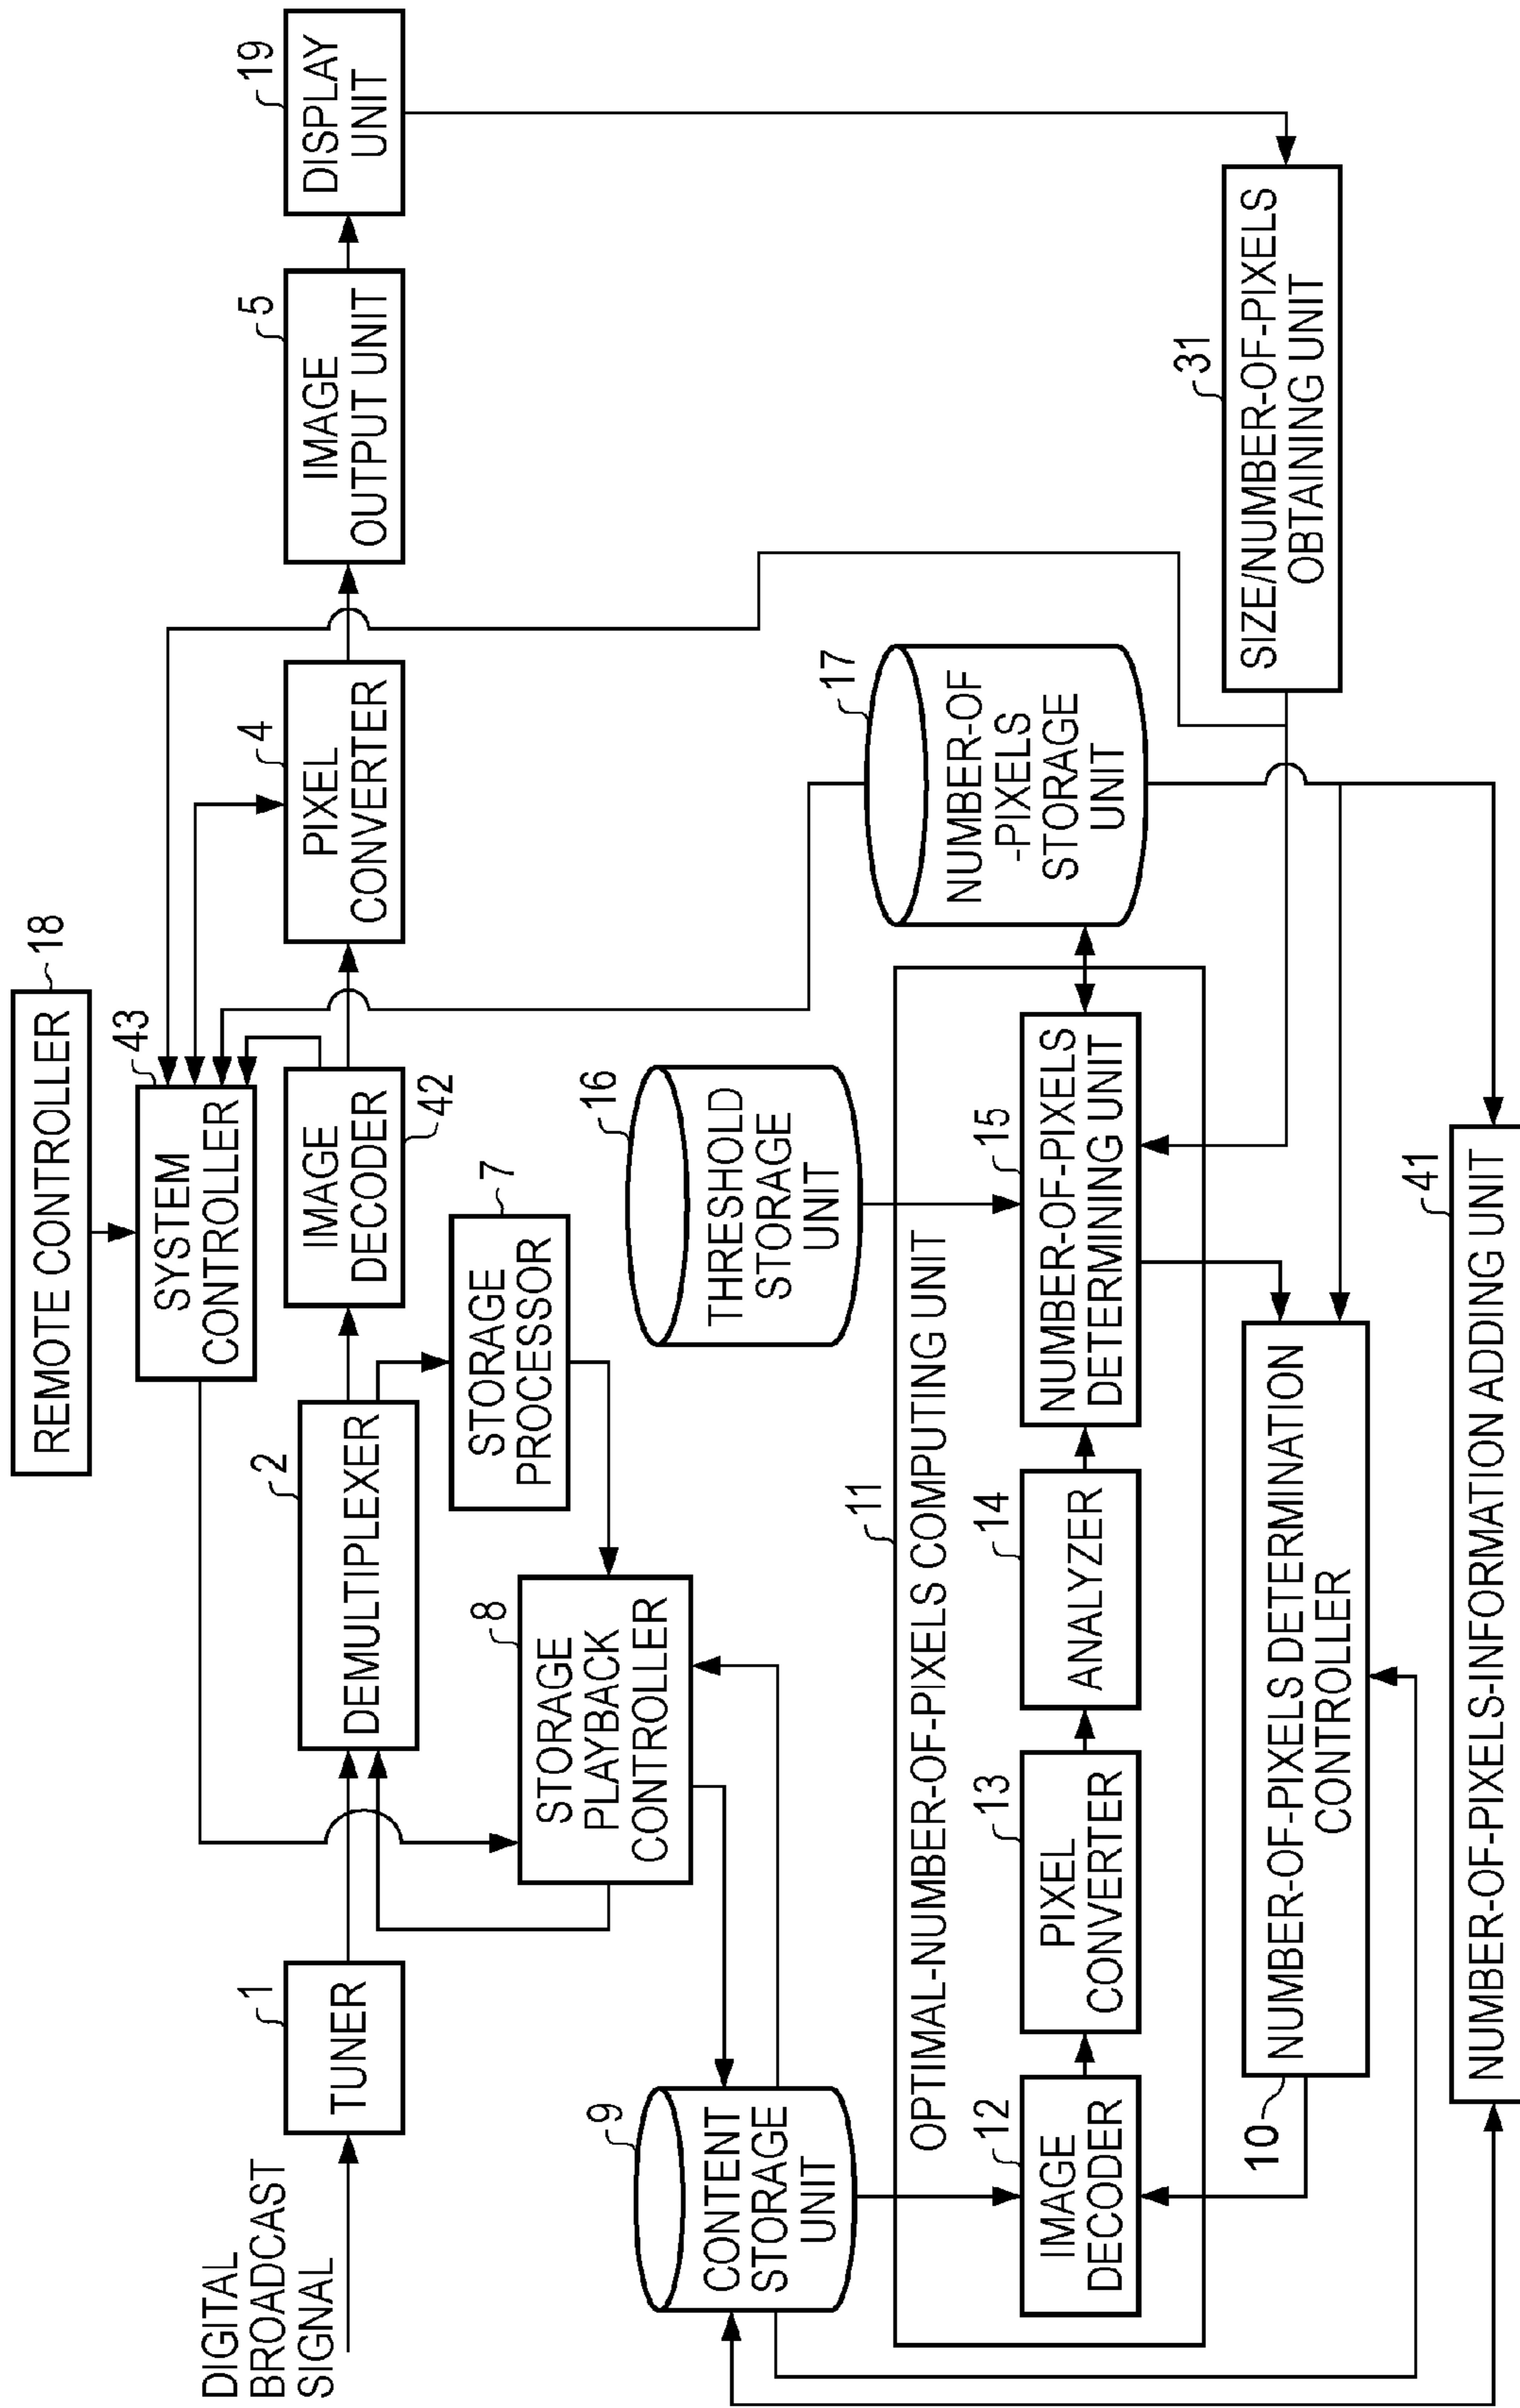 REMOTE CONTROLLER
18
43
SYSTEM
CONTROLLER
DIGITAL
BROADCAST
SIGNAL
1
TUNER
2
DEMULTIPLEXER
IMAGE
DECODER
42
4
PIXEL
CONVERTER
5
IMAGE
OUTPUT UNIT
19
DISPLAY
UNIT
7
STORAGE
PROCESSOR
8
STORAGE
PLAYBACK
CONTROLLER
9
CONTENT
STORAGE
UNIT
16
THRESHOLD
STORAGE
UNIT
17
NUMBER-OF
-PIXELS
STORAGE
UNIT
11
OPTIMAL-NUMBER-OF-PIXELS COMPUTING UNIT
12
IMAGE
DECODER
13
PIXEL
CONVERTER
14
ANALYZER
15
NUMBER-OF-PIXELS
DETERMINING UNIT
31
SIZE/NUMBER-OF-PIXELS
OBTAINING UNIT
10
NUMBER-OF-PIXELS DETERMINATION
CONTROLLER
41
NUMBER-OF-PIXELS-INFORMATION ADDING UNIT